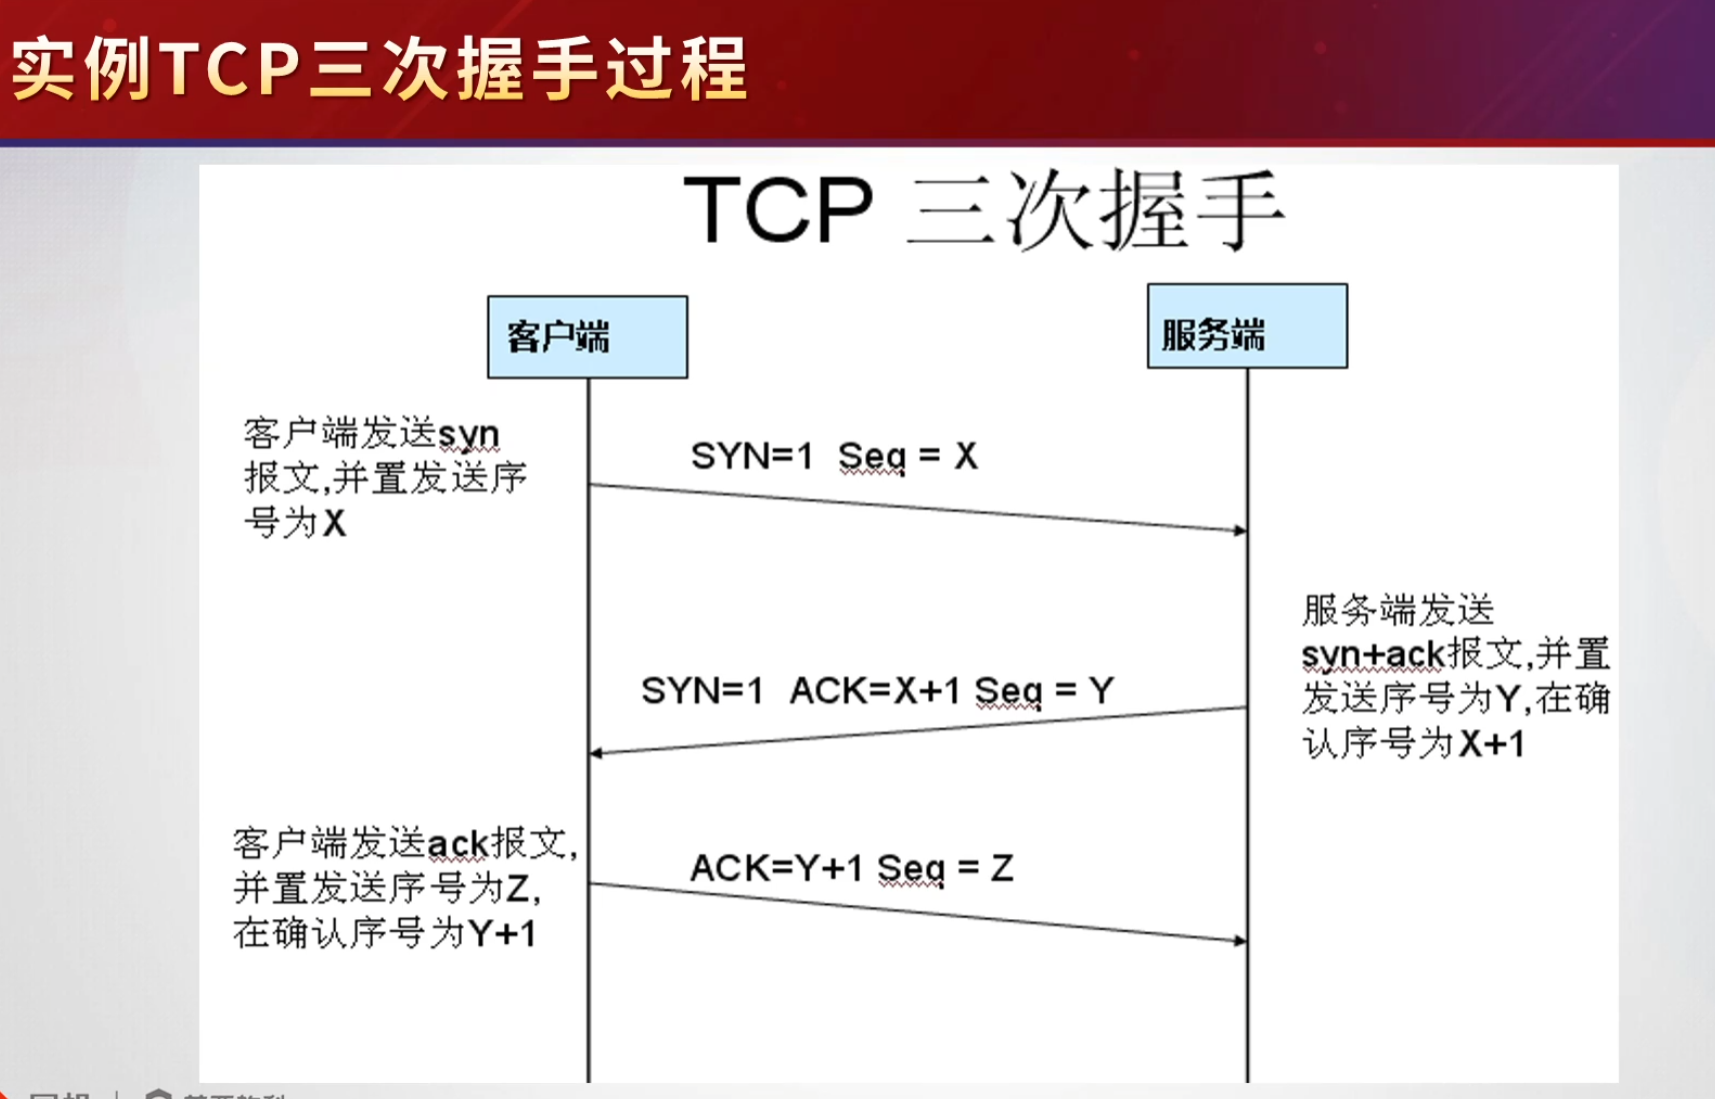 实例TCP三次握手过程
TCP 三次握手
客户端
服务端
客户端发送syn
报文,并置发送序
号为X
SYN=1 Seq = X
服务端发送
syn+ack报文,并置
发送序号为Y,在确
认序号为X+1
SYN=1 ACK=X+1 Seq = Y
客户端发送ack报文,
并置发送序号为Z,
在确认序号为Y+1
ACK=Y+1 Seq = Z